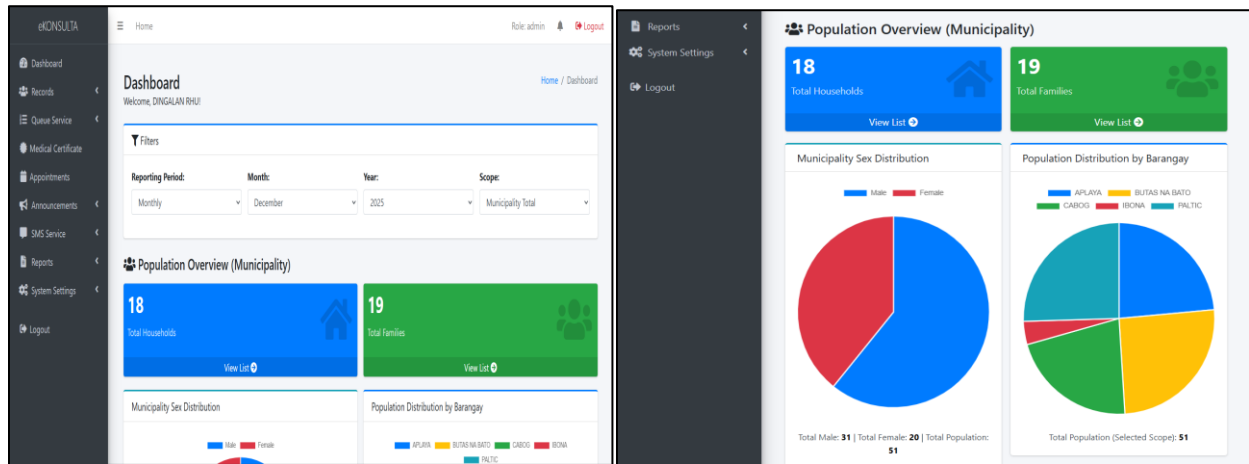 eKONSULTA
Home
Role: admin
Logout
Dashboard
Records
Queue Service
Medical Certificate
Appointments
Announcements
SMS Service
Reports
System Settings
Logout
Dashboard
Home / Dashboard
Welcome, DINGALAN RHU!
Filters
Reporting Period: Month: Year: Scope:
Monthly December 2025 Municipality Total
Population Overview (Municipality)
18 19
Total Households Total Families
View List View List
Municipality Sex Distribution Population Distribution by Barangay
Male Female APLAYA BUTAS NA BATO CABOG IBONA
PALTIC
Reports
System Settings
Logout
Population Overview (Municipality)
18 19
Total Households Total Families
View List View List
Municipality Sex Distribution Population Distribution by Barangay
Male Female APLAYA BUTAS NA BATO
CABOG IBONA PALTIC
Total Male: 31 | Total Female: 20 | Total Population: Total Population (Selected Scope): 51
51